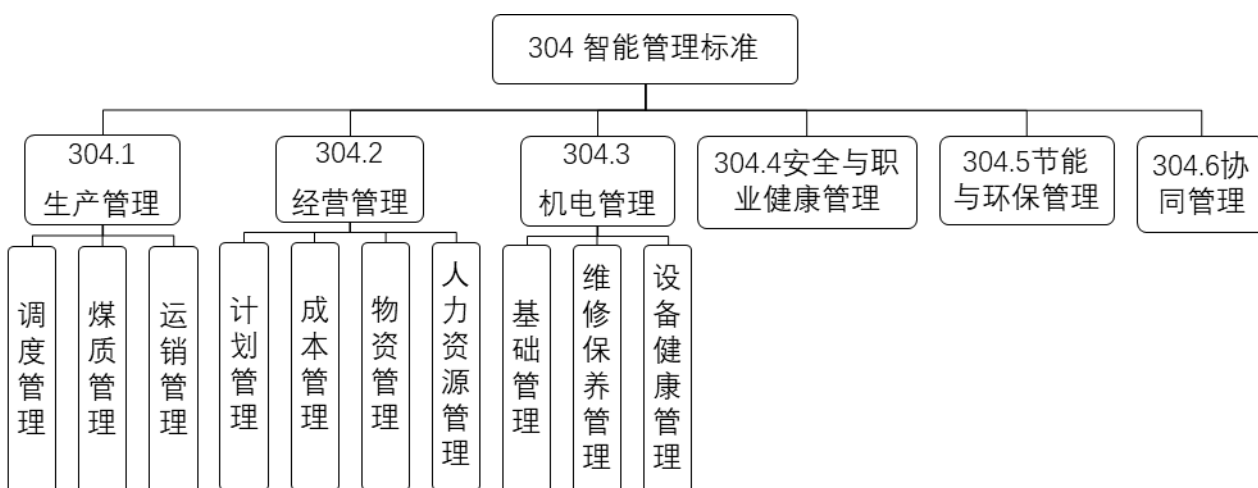 304 智能管理标准
304.1
生产管理
304.2
经营管理
304.3
机电管理
304.4安全与职
业健康管理
304.5节能
与环保管理
304.6协
同管理
调度管理
煤质管理
运销管理
计划管理
成本管理
物资管理
人力资源管理
基础管理
维修保养管理
设备健康管理